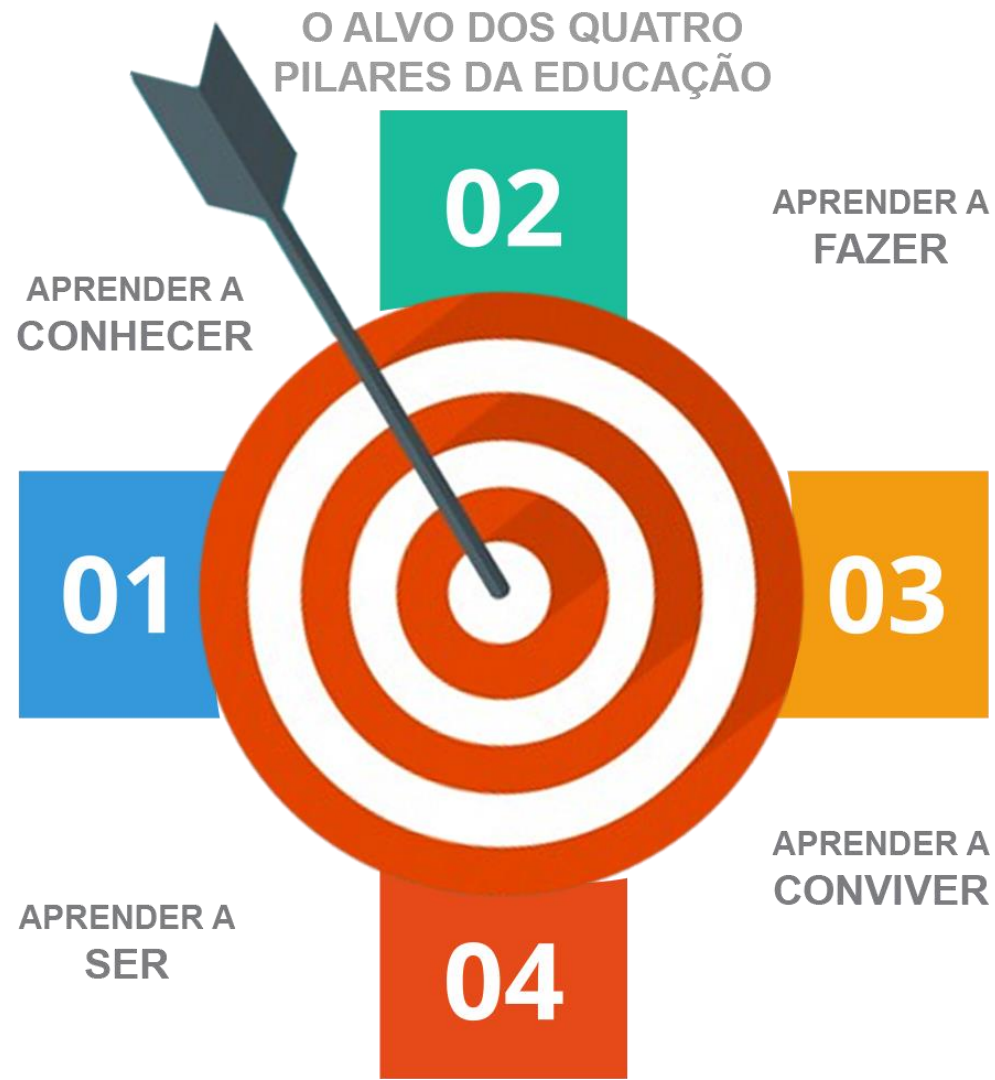 O ALVO DOS QUATRO
PILARES DA EDUCAÇÃO
02
APRENDER A
FAZER
APRENDER A
CONHECER
01
03
APRENDER A
CONVIVER
APRENDER A
SER
04